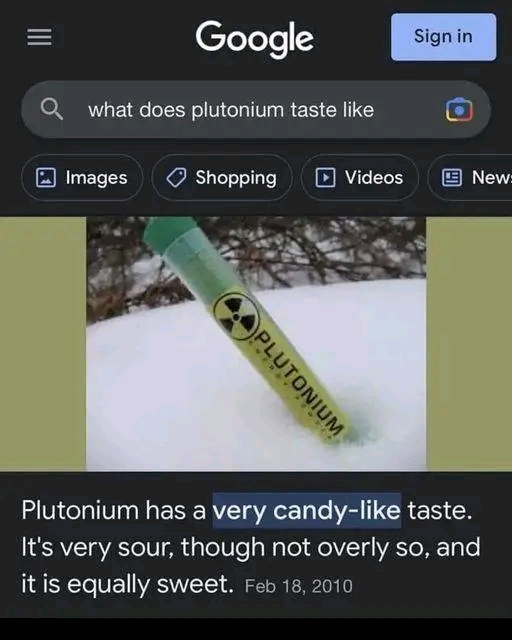 Google
Sign in
what does plutonium taste like
Images
Shopping
Videos
News
PLUTONIUM
Plutonium has a very candy-like taste.
It's very sour, though not overly so, and
it is equally sweet. Feb 18, 2010